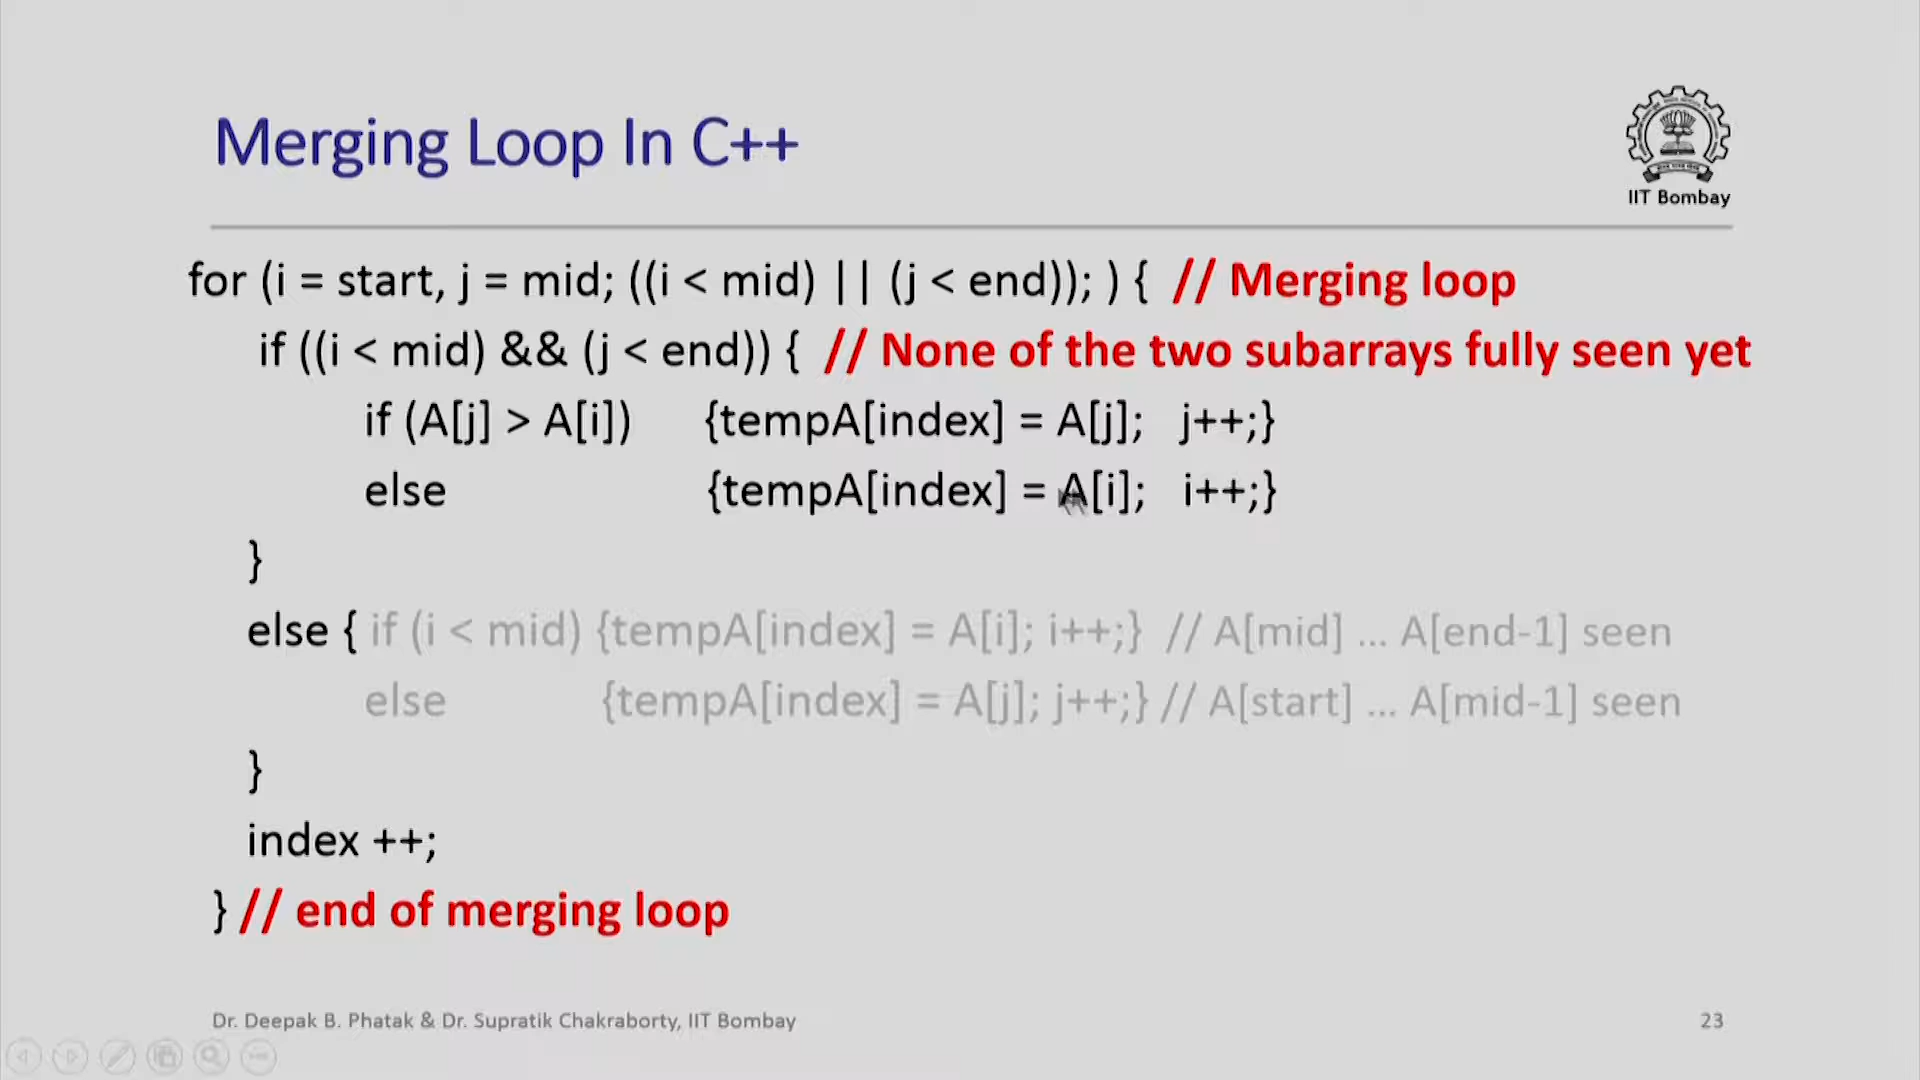 Merging Loop In C++
IIT Bombay
for (i = start, j = mid; ((i < mid) || (j < end)); ) { // Merging loop
if ((i < mid) && (j < end)) { // None of the two subarrays fully seen yet
if (A[j] > A[i]) {tempA[index] = A[j]; j++;}
else {tempA[index] = A[i]; i++;}
}
else { if (i < mid) {tempA[index] = A[i]; i++;} // A[mid] ... A[end-1] seen
else {tempA[index] = A[j]; j++;} // A[start] ... A[mid-1] seen
}
index ++;
} // end of merging loop
Dr. Deepak B. Phatak & Dr. Supratik Chakraborty, IIT Bombay
23